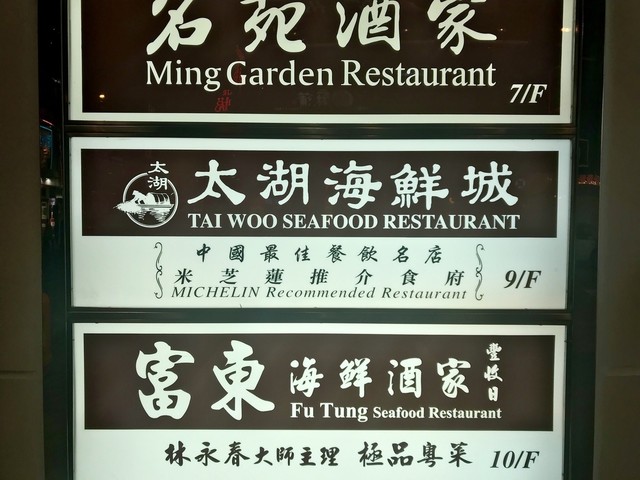 名苑酒家
Ming Garden Restaurant
7/F
太湖
太湖海鮮城
TAI WOO SEAFOOD RESTAURANT
中國最佳餐飲名店
米芝蓮推介食府
MICHELIN Recommended Restaurant
9/F
富東海鮮酒家
豐收日
Fu Tung Seafood Restaurant
林永春大師主理 極品粵菜
10/F